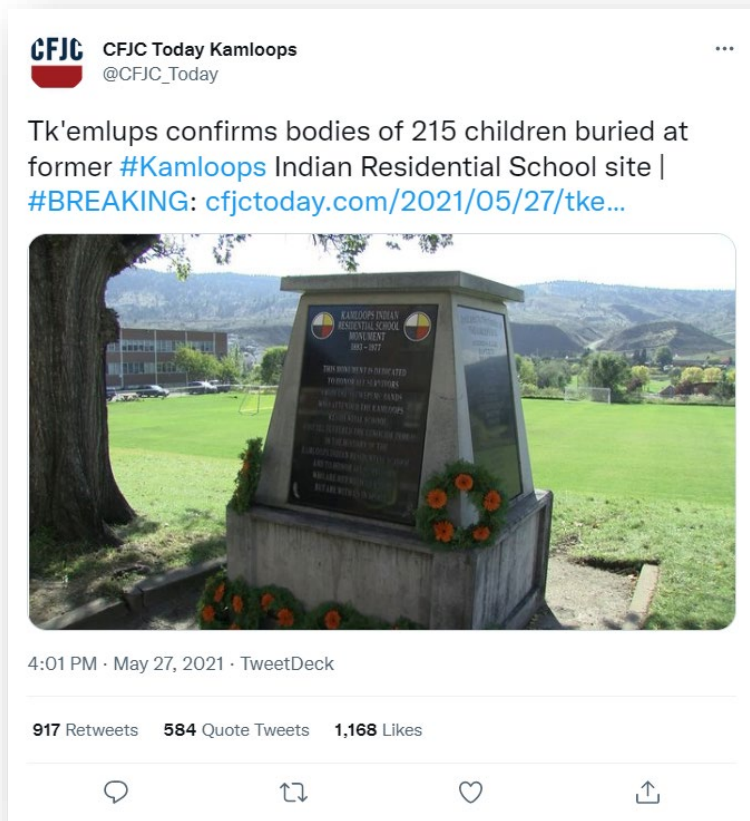 CFJC
CFJC Today Kamloops
@CFJC_Today
Tk'emlups confirms bodies of 215 children buried at
former #Kamloops Indian Residential School site |
#BREAKING: cfjctoday.com/2021/05/27/tke...
KAMLOOPS INDIAN
RESIDENTIAL SCHOOL
MONUMENT
THIS MONUMENT IS DEDICATED
TO HONOR ALL SURVIVORS
4:01 PM · May 27, 2021 · TweetDeck
917 Retweets 584 Quote Tweets 1,168 Likes